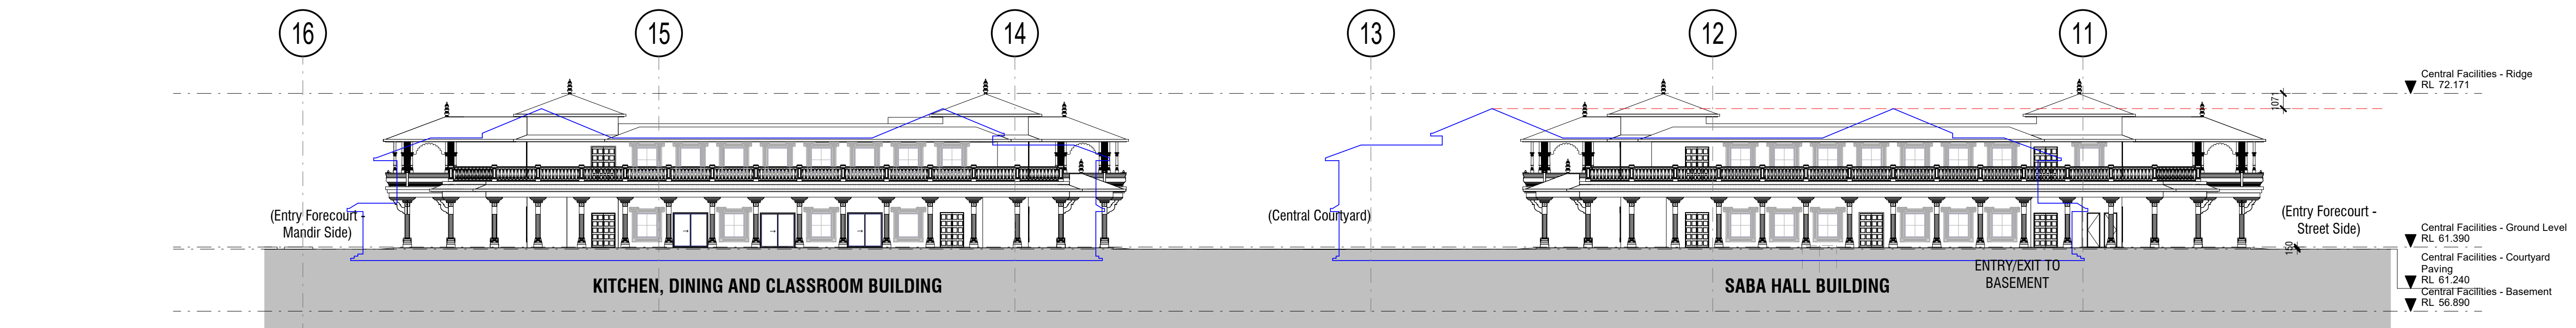 16
15
14
13
12
11
Central Facilities - Ridge
RL 72.171
107
(Entry Forecourt -
Mandir Side)
(Central Courtyard)
(Entry Forecourt -
Street Side)
Central Facilities - Ground Level
RL 61.390
150
Central Facilities - Courtyard
Paving
RL 61.240
Central Facilities - Basement
RL 56.890
ENTRY/EXIT TO
BASEMENT
KITCHEN, DINING AND CLASSROOM BUILDING
SABA HALL BUILDING